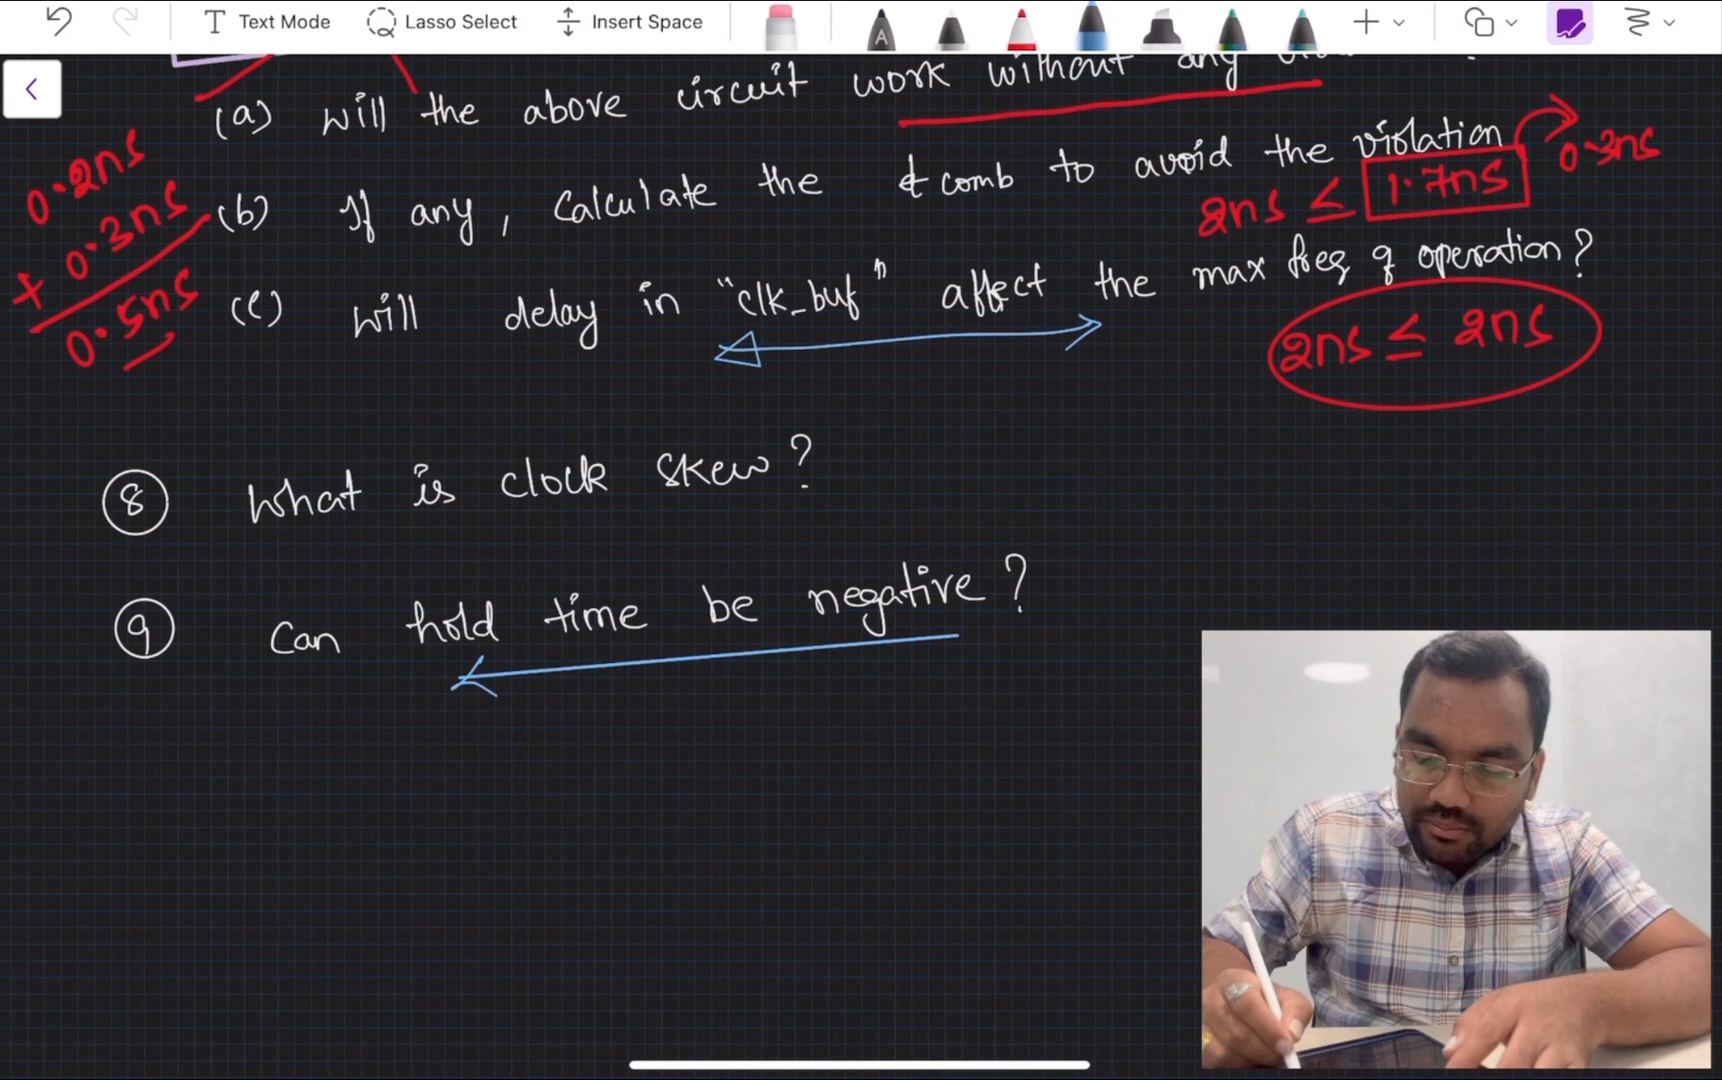 Text Mode Lasso Select Insert Space
(a) will the above circuit work without any
(b) If any, Calculate the t comb to avoid the violation
0.2ns
+ 0.3ns
0.5ns
2ns ≤ 1.7ns
0.3ns
(c) will delay in "clk_buf" affect the max freq of operation?
2ns ≤ 2ns
8 What is clock skew?
9 Can hold time be negative?